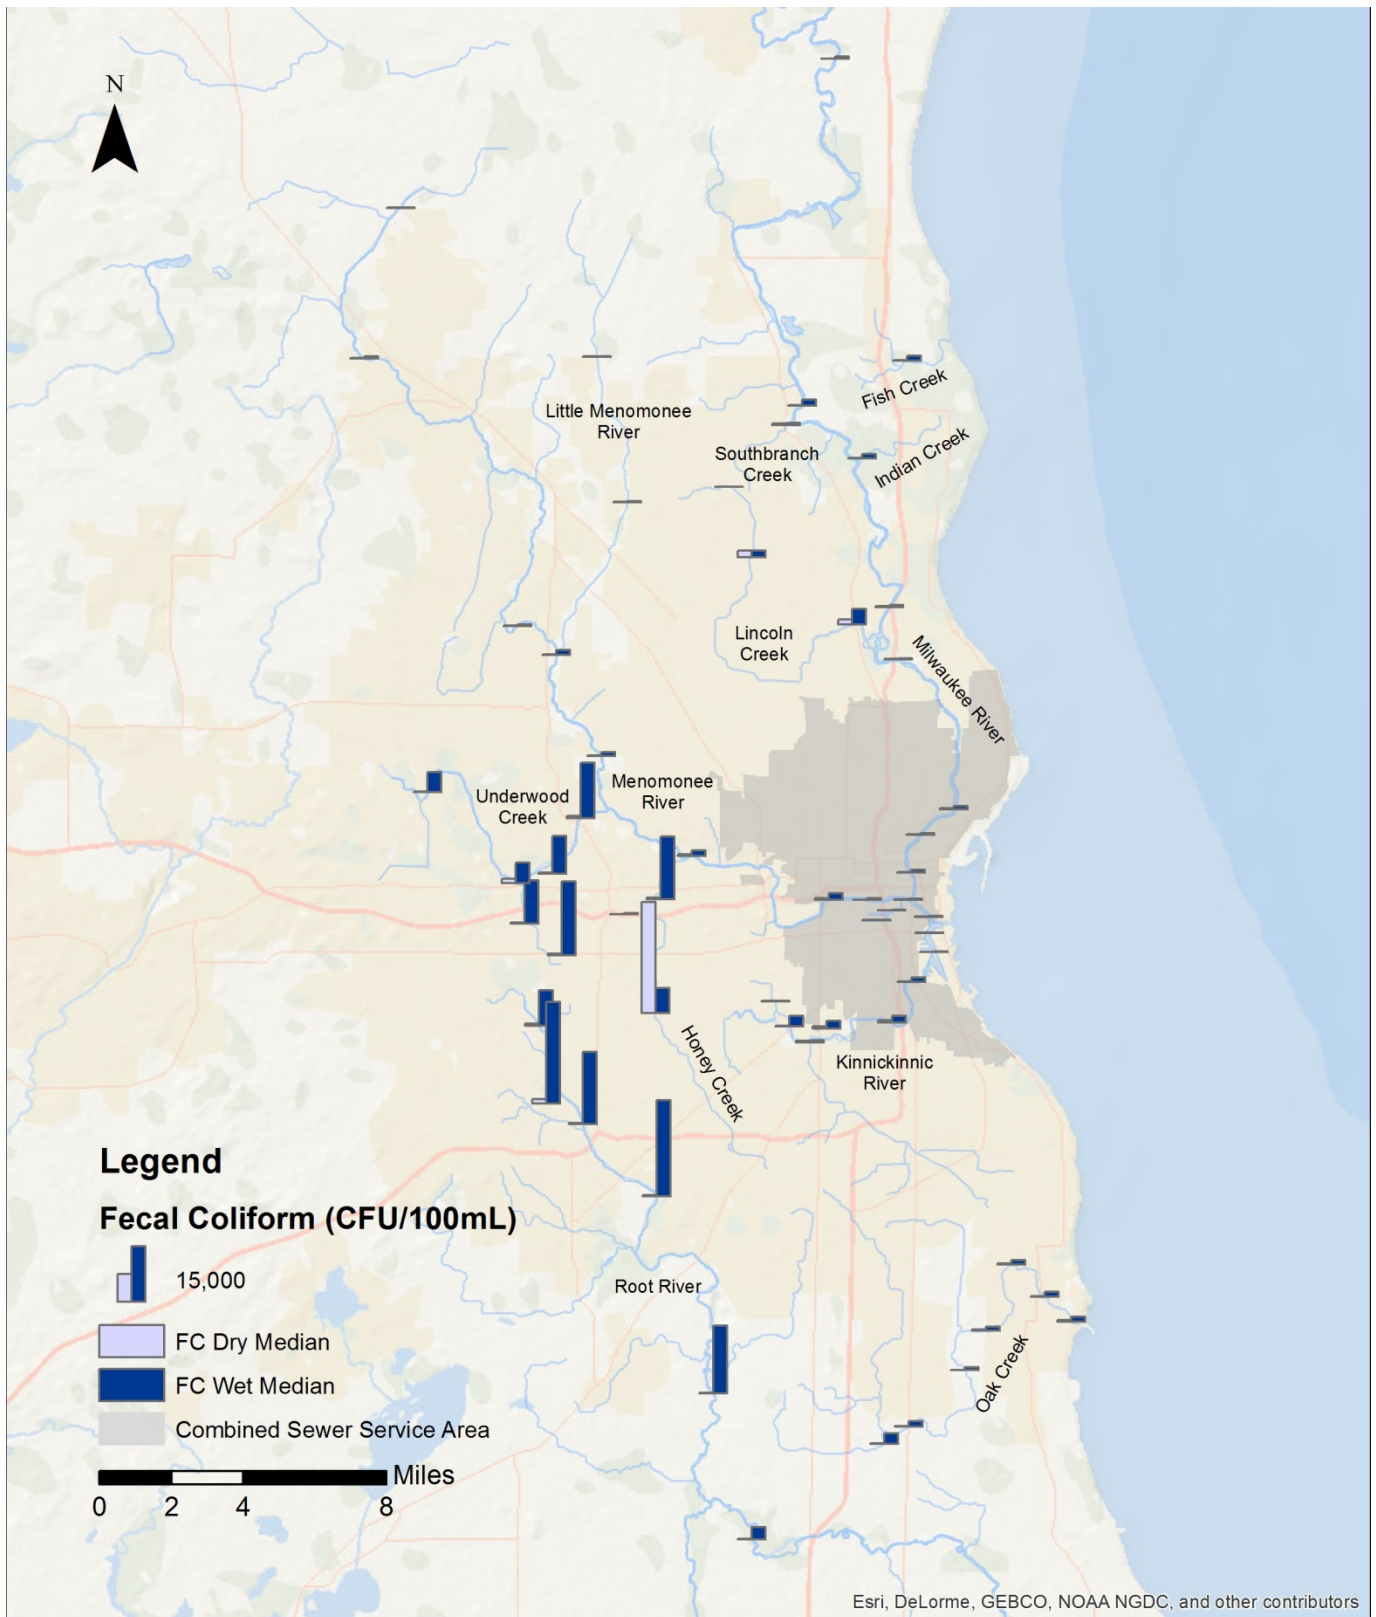 N
Fish Creek
Little Menomonee
River
Southbranch
Creek
Indian Creek
Lincoln
Creek
Milwaukee River
Underwood
Creek
Menomonee
River
Honey Creek
Kinnickinnic
River
Root River
Oak Creek
Legend
Fecal Coliform (CFU/100mL)
15,000
FC Dry Median
FC Wet Median
Combined Sewer Service Area
Miles
0 2 4 8
Esri, DeLorme, GEBCO, NOAA NGDC, and other contributors